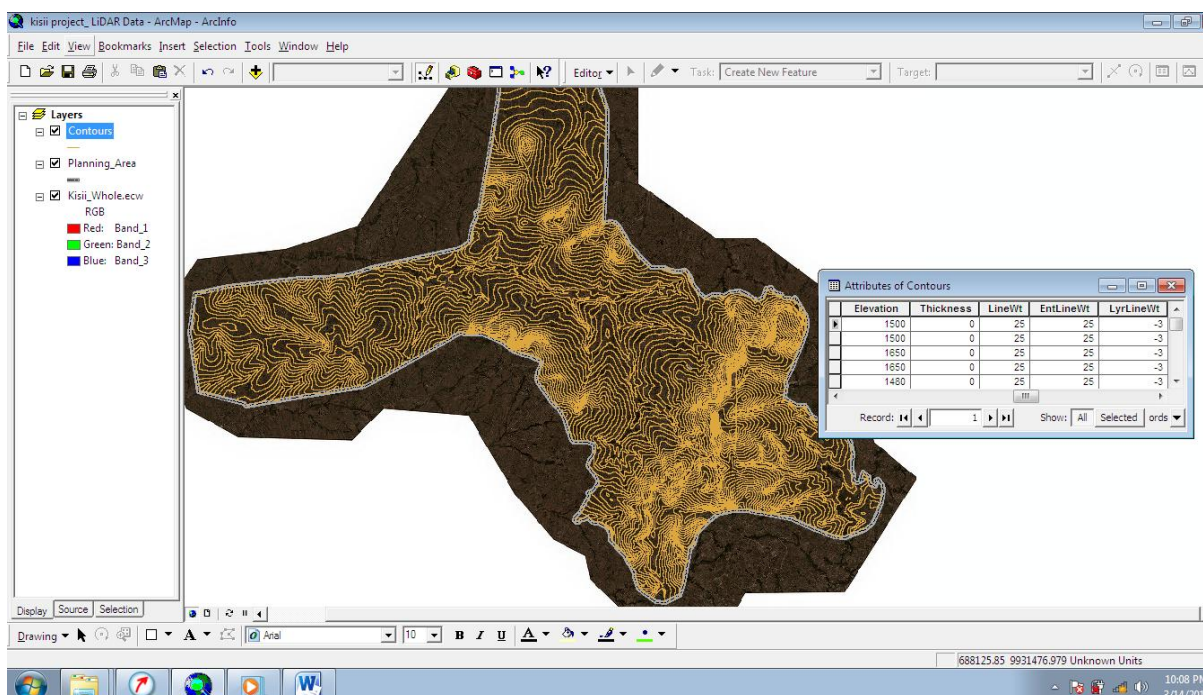 kisii project_ LiDAR Data - ArcMap - ArcInfo
File Edit View Bookmarks Insert Selection Tools Window Help
Editor Task: Create New Feature Target:
Layers
Contours
Planning_Area
Kisii_Whole.ecw
RGB
Red: Band_1
Green: Band_2
Blue: Band_3
Attributes of Contours
Elevation Thickness LineWt EntLineWt LyrLineWt
1500 0 25 25 -3
1500 0 25 25 -3
1650 0 25 25 -3
1650 0 25 25 -3
1480 0 25 25 -3
Record: 1 Show: All Selected ords
Display Source Selection
Drawing A Arial 10 B I U A
688125.85 9931476.979 Unknown Units
W
10:08 PM